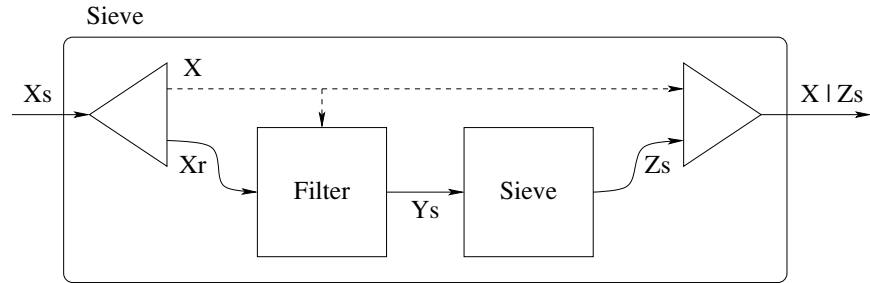 Sieve
Xs
X
X | Zs
Xr
Zs
Filter
Sieve
Ys